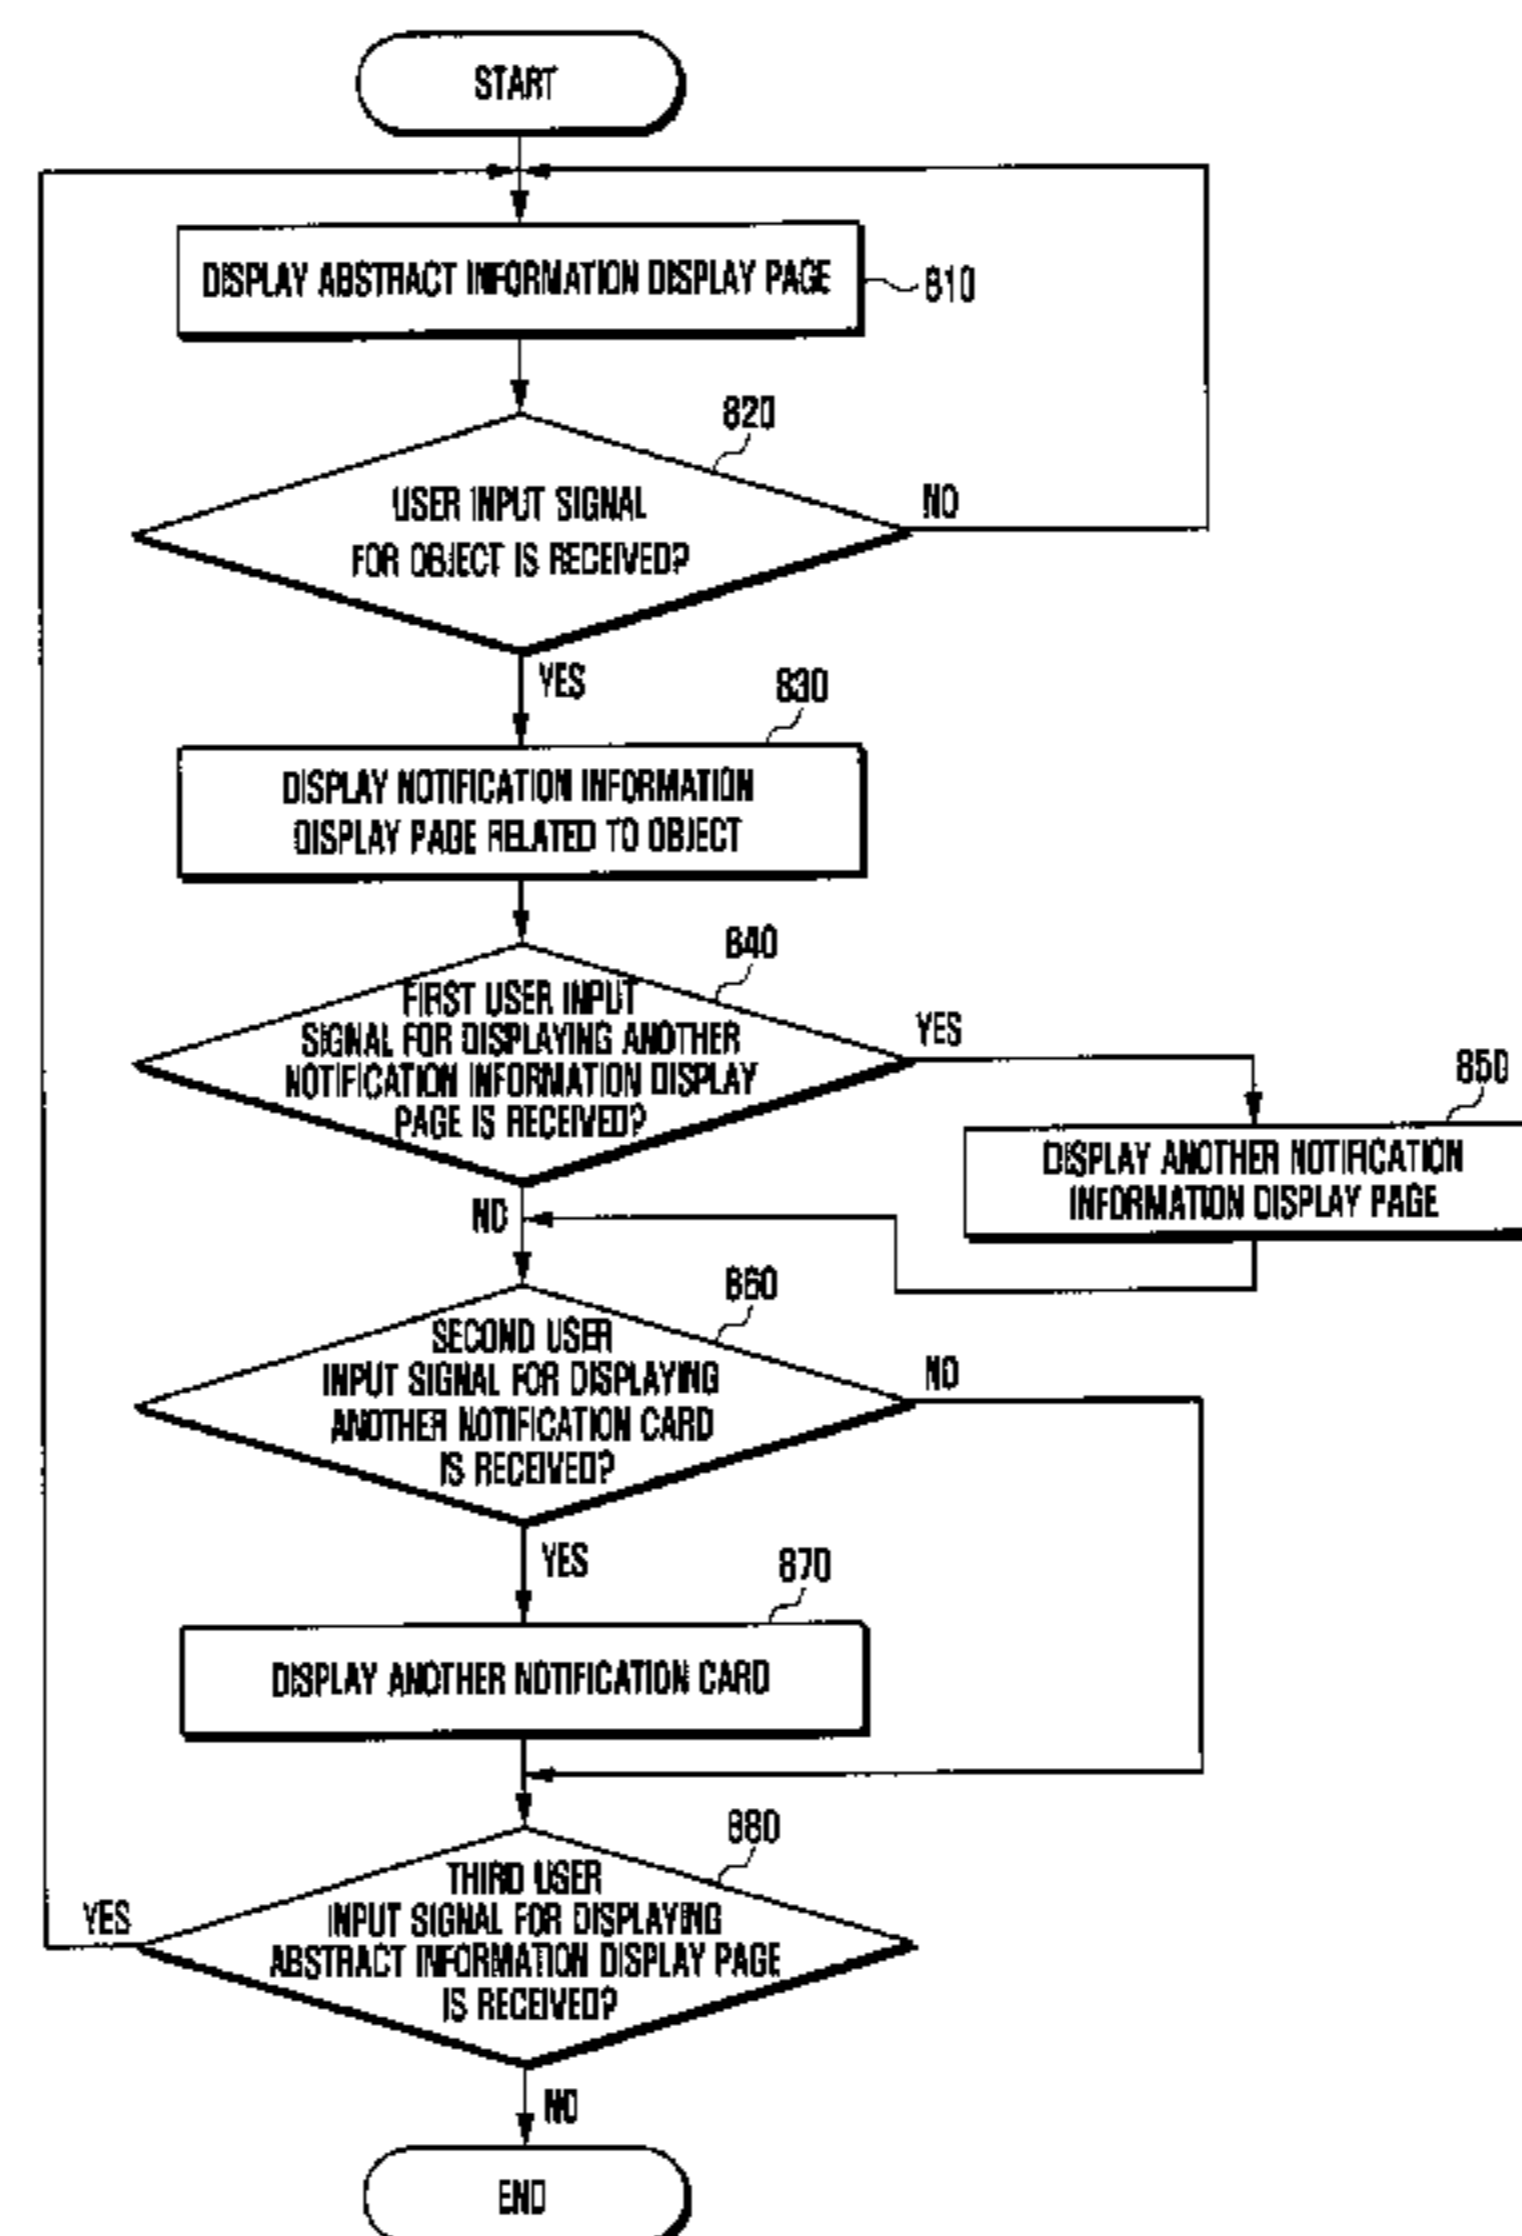 START
DISPLAY ABSTRACT INFORMATION DISPLAY PAGE
810
820
USER INPUT SIGNAL
FOR OBJECT IS RECEIVED?
NO
YES
830
DISPLAY NOTIFICATION INFORMATION
DISPLAY PAGE RELATED TO OBJECT
840
FIRST USER INPUT
SIGNAL FOR DISPLAYING ANOTHER
NOTIFICATION INFORMATION DISPLAY
PAGE IS RECEIVED?
YES
850
DISPLAY ANOTHER NOTIFICATION
INFORMATION DISPLAY PAGE
NO
860
SECOND USER
INPUT SIGNAL FOR DISPLAYING
ANOTHER NOTIFICATION CARD
IS RECEIVED?
NO
YES
870
DISPLAY ANOTHER NOTIFICATION CARD
880
THIRD USER
INPUT SIGNAL FOR DISPLAYING
ABSTRACT INFORMATION DISPLAY PAGE
IS RECEIVED?
YES
NO
END